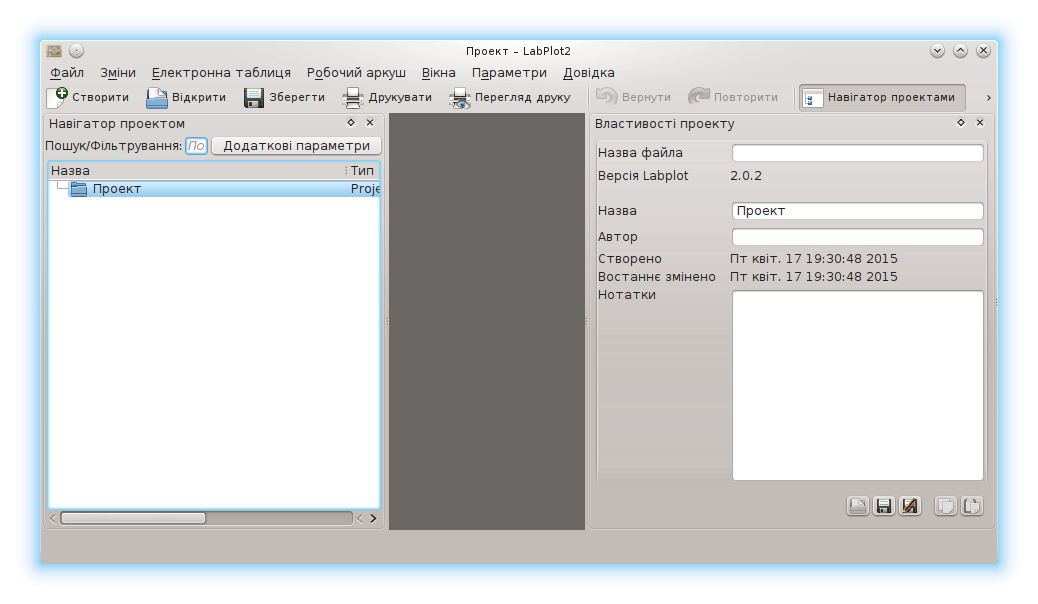 Проект – LabPlot2
Файл Зміни Електронна таблиця Робочий аркуш Вікна Параметри Довідка
Створити Відкрити Зберегти Друкувати Перегляд друку Вернути Повторити Навігатор проектами
Навігатор проектом
Пошук/Фільтрування: По Додаткові параметри
Назва Тип
Проект Proje
Властивості проекту
Назва файла
Версія Labplot 2.0.2
Назва Проект
Автор
Створено Пт квіт. 17 19:30:48 2015
Востаннє змінено Пт квіт. 17 19:30:48 2015
Нотатки